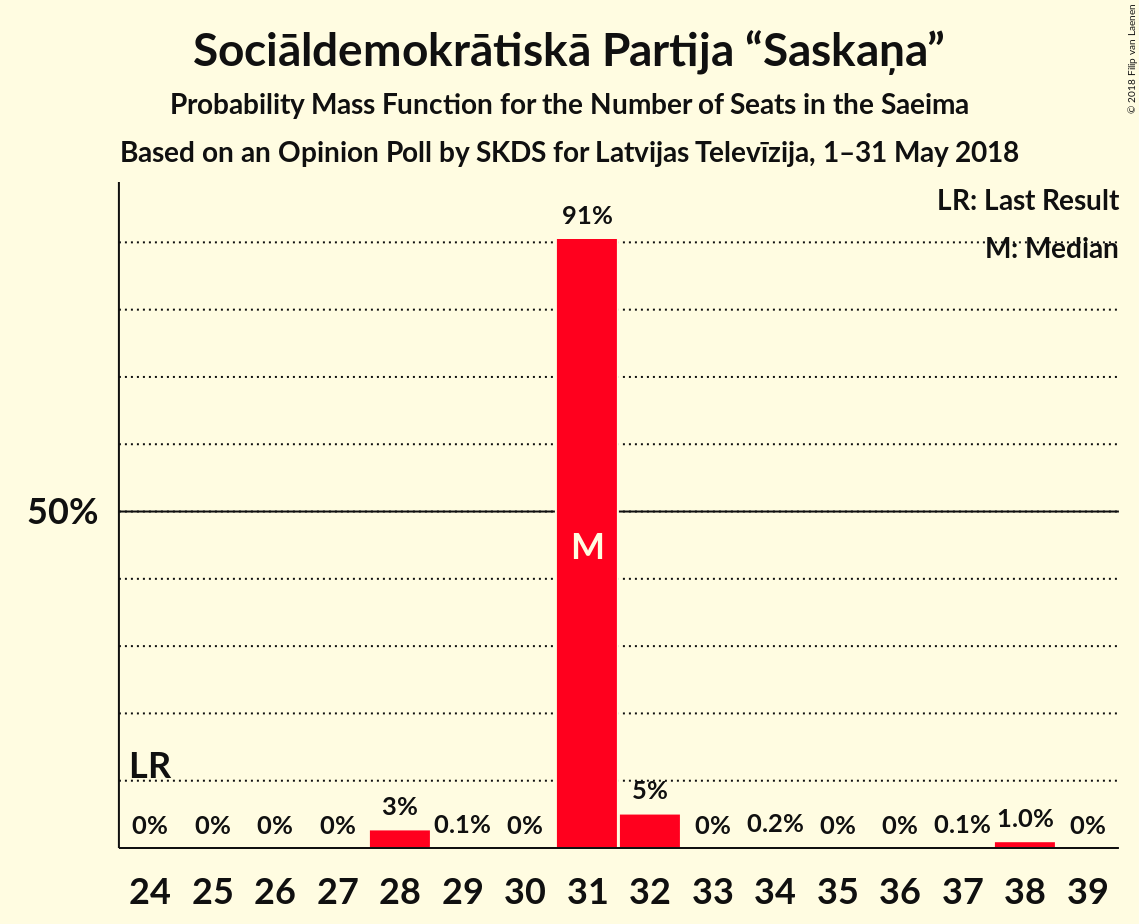 Sociāldemokrātiskā Partija “Saskaņa”
Probability Mass Function for the Number of Seats in the Saeima
Based on an Opinion Poll by SKDS for Latvijas Televīzija, 1–31 May 2018
© 2018 Filip van Laenen
LR: Last Result
M: Median
91%
50%
M
LR
0% 0% 0% 0% 3% 0.1% 0% 5% 0% 0.2% 0% 0% 0.1% 1.0% 0%
24 25 26 27 28 29 30 31 32 33 34 35 36 37 38 39